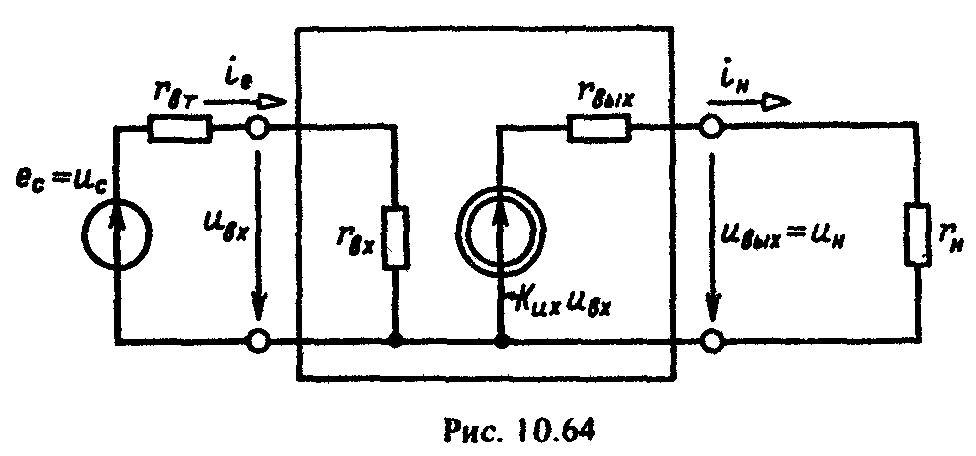 r_вт
i_в
r_вых
i_н
e_c=u_c
u_вх
r_вх
K_uх u_вх
u_вых=u_н
r_н
Рис. 10.64